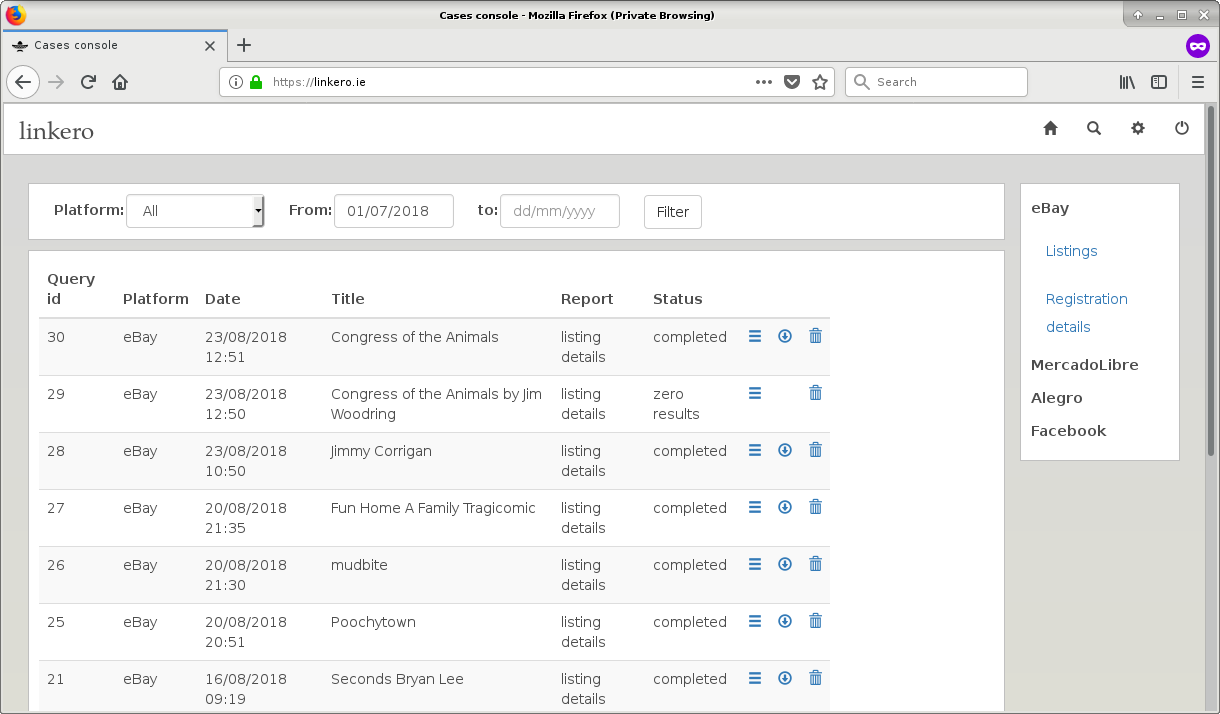 Cases console - Mozilla Firefox (Private Browsing)
Cases console
https://linkero.ie
Search
linkero
Platform: All From: 01/07/2018 to: dd/mm/yyyy Filter
Query id Platform Date Title Report Status
30 eBay 23/08/2018 12:51 Congress of the Animals listing details completed
29 eBay 23/08/2018 12:50 Congress of the Animals by Jim Woodring listing details zero results
28 eBay 23/08/2018 10:50 Jimmy Corrigan listing details completed
27 eBay 20/08/2018 21:35 Fun Home A Family Tragicomic listing details completed
26 eBay 20/08/2018 21:30 mudbite listing details completed
25 eBay 20/08/2018 20:51 Poochytown listing details completed
21 eBay 16/08/2018 09:19 Seconds Bryan Lee listing details completed
eBay
Listings
Registration
details
MercadoLibre
Alegro
Facebook